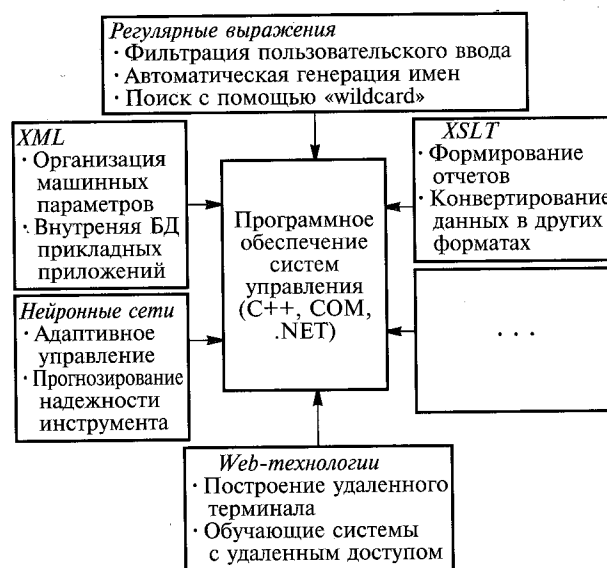 Регулярные выражения
· Фильтрация пользовательского ввода
· Автоматическая генерация имен
· Поиск с помощью «wildcard»
XML
· Организация
машинных
параметров
· Внутреняя БД
прикладных
приложений
XSLT
· Формирование
отчетов
· Конвертирование
данных в других
форматах
Программное
обеспечение
систем
управления
(C++, COM,
.NET)
Нейронные сети
· Адаптивное
управление
· Прогнозирование
надежности
инструмента
. . .
Web-технологии
· Построение удаленного
терминала
· Обучающие системы
с удаленным доступом